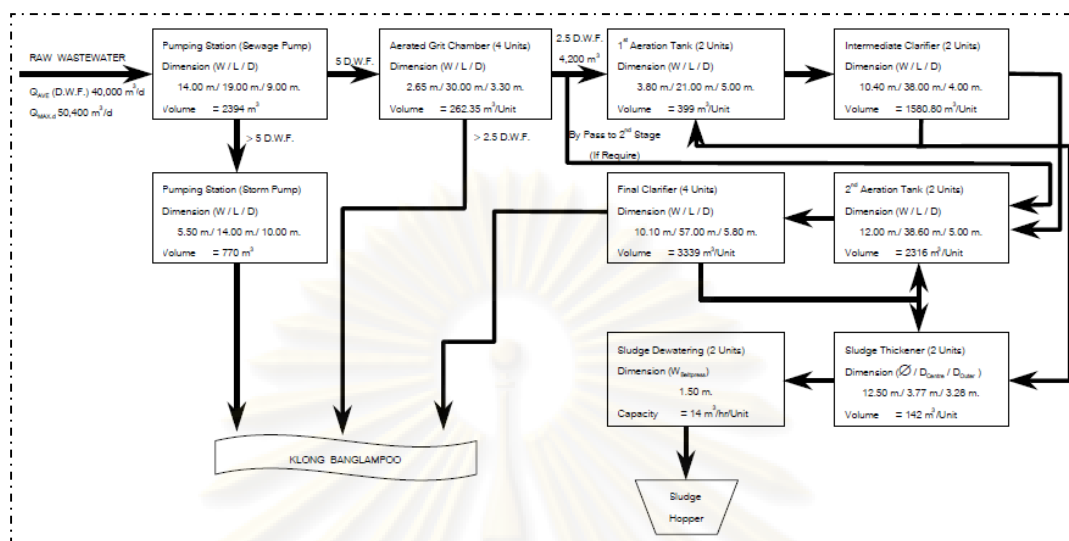 RAW WASTEWATER
Q_AVE (D.W.F.) 40,000 m³/d
Q_MAX.d 50,400 m³/d
Pumping Station (Sewage Pump)
Dimension (W / L / D)
14.00 m./ 19.00 m./ 9.00 m.
Volume = 2394 m³
5 D.W.F.
Aerated Grit Chamber (4 Units)
Dimension (W / L / D)
2.65 m./ 30.00 m./ 3.30 m.
Volume = 262.35 m³/Unit
2.5 D.W.F.
4,200 m³
1st Aeration Tank (2 Units)
Dimension (W / L / D)
3.80 m./ 21.00 m./ 5.00 m.
Volume = 399 m³/Unit
Intermediate Clarifier (2 Units)
Dimension (W / L / D)
10.40 m./ 38.00 m./ 4.00 m.
Volume = 1580.80 m³/Unit
> 5 D.W.F.
> 2.5 D.W.F.
By Pass to 2nd Stage
(If Require)
Pumping Station (Storm Pump)
Dimension (W / L / D)
5.50 m./ 14.00 m./ 10.00 m.
Volume = 770 m³
Final Clarifier (4 Units)
Dimension (W / L / D)
10.10 m./ 57.00 m./ 5.80 m.
Volume = 3339 m³/Unit
2nd Aeration Tank (2 Units)
Dimension (W / L / D)
12.00 m./ 38.60 m./ 5.00 m.
Volume = 2316 m³/Unit
Sludge Dewatering (2 Units)
Dimension (W_Beltpress)
1.50 m.
Capacity = 14 m³/hr/Unit
Sludge Thickener (2 Units)
Dimension (Ø / D_Centre / D_Outer )
12.50 m./ 3.77 m./ 3.28 m.
Volume = 142 m³/Unit
KLONG BANGLAMPOO
Sludge
Hopper